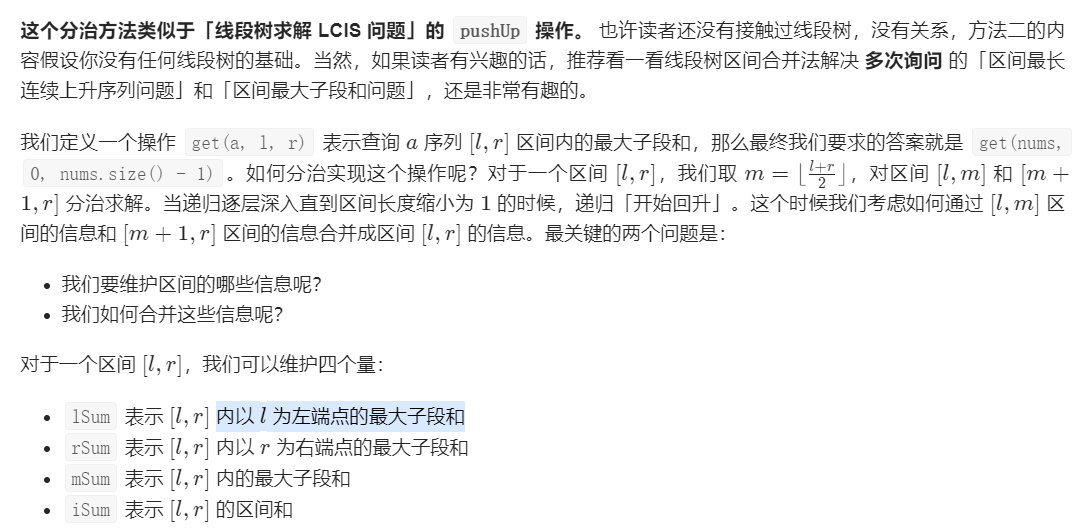 这个分治方法类似于「线段树求解 LCIS 问题」的 pushUp 操作。 也许读者还没有接触过线段树，没有关系，方法二的内
容假设你没有任何线段树的基础。当然，如果读者有兴趣的话，推荐看一看线段树区间合并法解决 多次询问 的「区间最长
连续上升序列问题」和「区间最大子段和问题」，还是非常有趣的。
我们定义一个操作 get(a, l, r) 表示查询 a 序列 [l, r] 区间内的最大子段和，那么最终我们要求的答案就是 get(nums,
0, nums.size() - 1) 。如何分治实现这个操作呢？对于一个区间 [l, r]，我们取 m = ⌊(l+r)/2⌋，对区间 [l, m] 和 [m +
1, r] 分治求解。当递归逐层深入直到区间长度缩小为 1 的时候，递归「开始回升」。这个时候我们考虑如何通过 [l, m] 区
间的信息和 [m + 1, r] 区间的信息合并成区间 [l, r] 的信息。最关键的两个问题是：
• 我们要维护区间的哪些信息呢？
• 我们如何合并这些信息呢？
对于一个区间 [l, r]，我们可以维护四个量：
• lSum 表示 [l, r] 内以 l 为左端点的最大子段和
• rSum 表示 [l, r] 内以 r 为右端点的最大子段和
• mSum 表示 [l, r] 内的最大子段和
• iSum 表示 [l, r] 的区间和